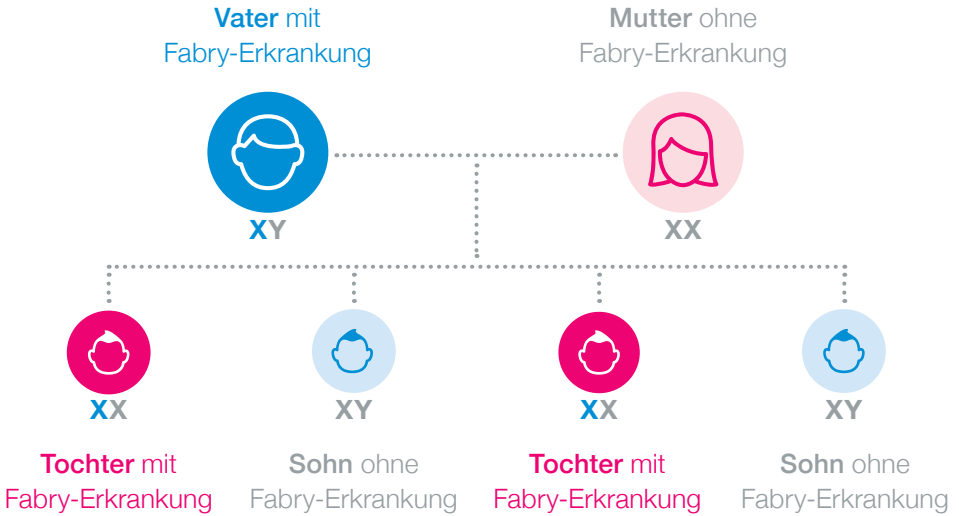 Vater mit
Fabry-Erkrankung
Mutter ohne
Fabry-Erkrankung
XY
XX
XX
XY
XX
XY
Tochter mit
Fabry-Erkrankung
Sohn ohne
Fabry-Erkrankung
Tochter mit
Fabry-Erkrankung
Sohn ohne
Fabry-Erkrankung